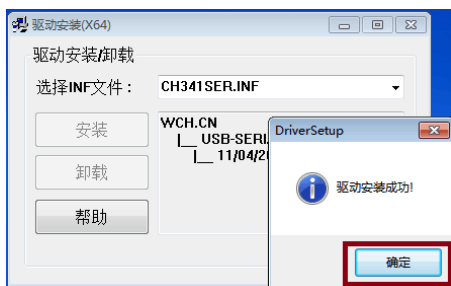 驱动安装(X64)
驱动安装/卸载
选择INF文件：
CH341SER.INF
安装
卸载
帮助
WCH.CN
|__ USB-SERI
|__ 11/04/20
DriverSetup
驱动安装成功!
确定